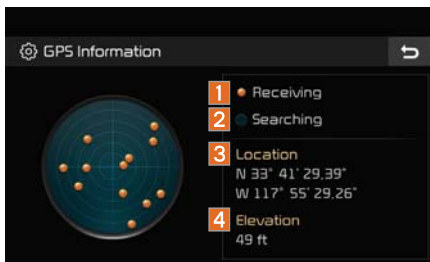 GPS Information
1 Receiving
2 Searching
3 Location
N 33° 41' 29.39"
W 117° 55' 29.26"
4 Elevation
49 ft